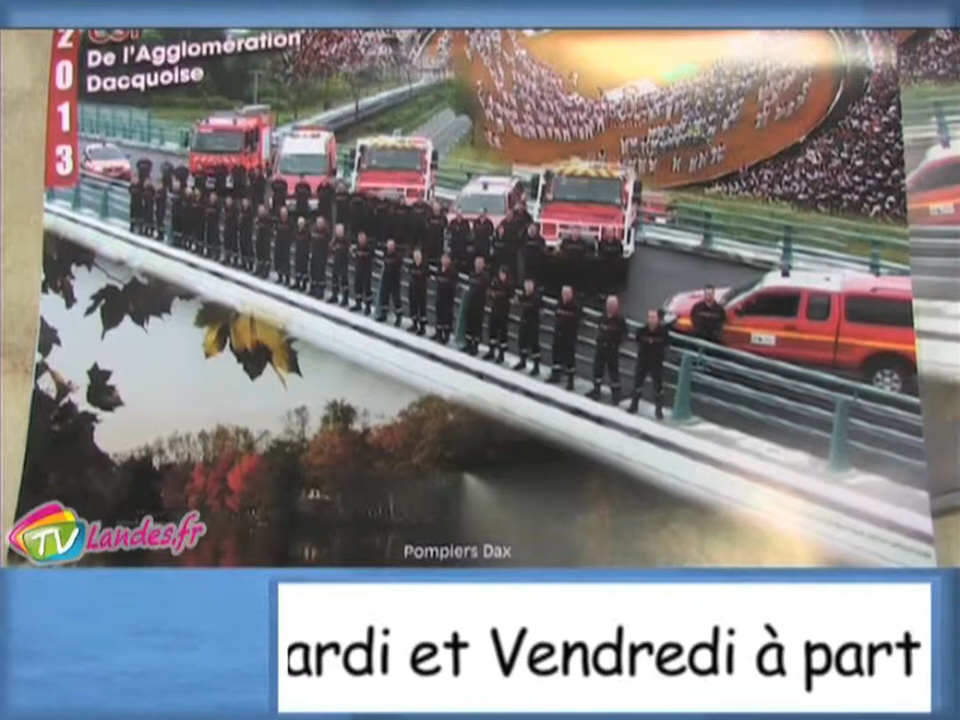 2013
De l'Agglomération
Dacquoise
TV Landes.fr
Pompiers Dax
ardi et Vendredi à part